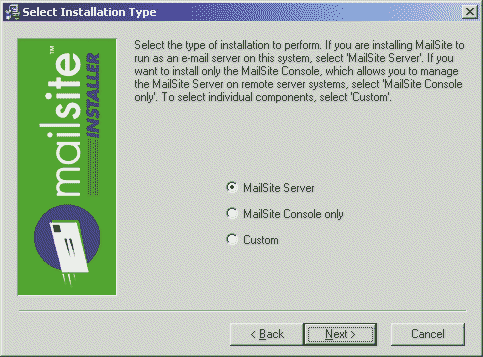 Select Installation Type
mailsite™
INSTALLER
Select the type of installation to perform. If you are installing MailSite to
run as an e-mail server on this system, select 'MailSite Server'. If you
want to install only the MailSite Console, which allows you to manage
the MailSite Server on remote server systems, select 'MailSite Console
only'. To select individual components, select 'Custom'.
MailSite Server
MailSite Console only
Custom
< Back
Next >
Cancel